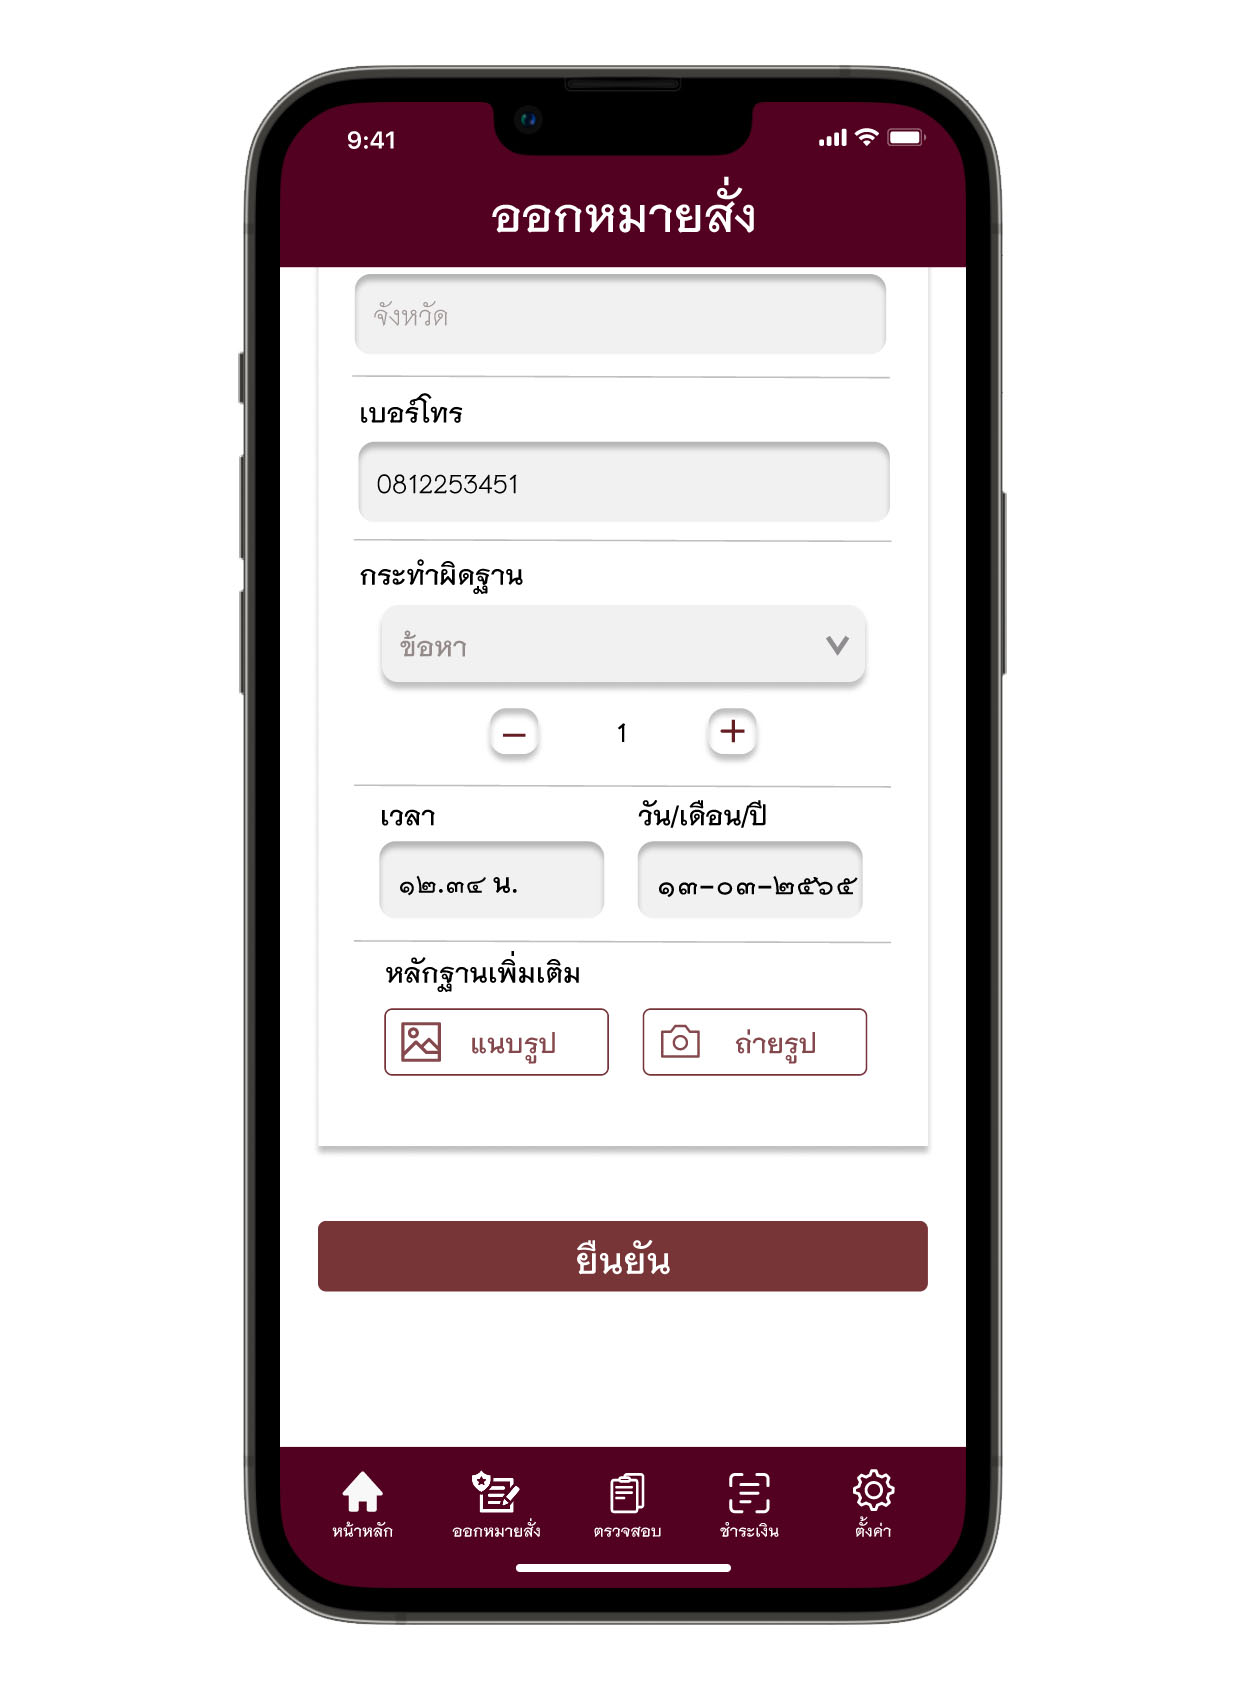 9:41
ออกหมายสั่ง
จังหวัด
เบอร์โทร
0812253451
กระทำผิดฐาน
ข้อหา
– 1 +
เวลา วัน/เดือน/ปี
๑๒.๓๔ น. ๑๓-๐๓-๒๕๖๕
หลักฐานเพิ่มเติม
แนบรูป ถ่ายรูป
ยืนยัน
หน้าหลัก ออกหมายสั่ง ตรวจสอบ ชำระเงิน ตั้งค่า